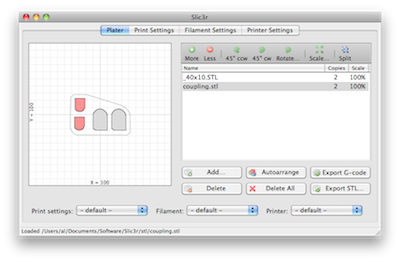 Slic3r
Plater Print Settings Filament Settings Printer Settings
More Less 45° ccw 45° cw Rotate... Scale... Split
Name Copies Scale
_40x10.STL 2 100%
coupling.stl 2 100%
X = 100
Add... Autoarrange Export G-code
Delete Delete All Export STL...
Print settings: – default – Filament: – default – Printer: – default –
Loaded /Users/al/Documents/Software/Slic3r/stl/coupling.stl